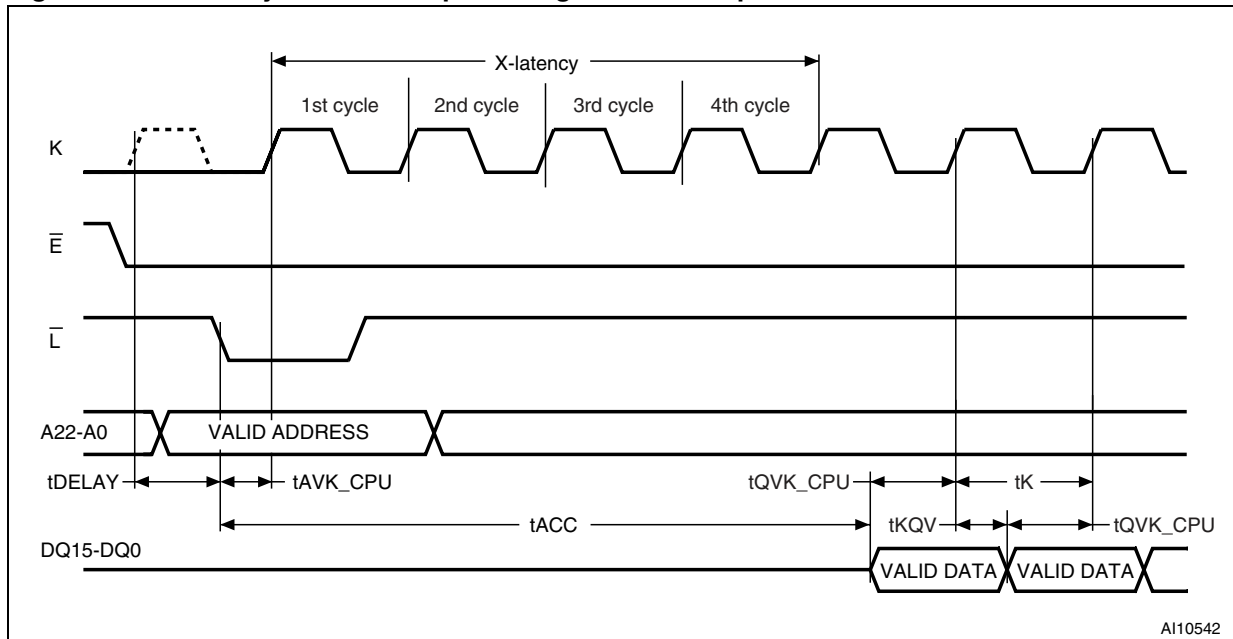 X-latency
1st cycle
2nd cycle
3rd cycle
4th cycle
K
E
L
A22-A0
VALID ADDRESS
tDELAY
tAVK_CPU
tQVK_CPU
tK
tACC
tKQV
tQVK_CPU
DQ15-DQ0
VALID DATA
VALID DATA
AI10542